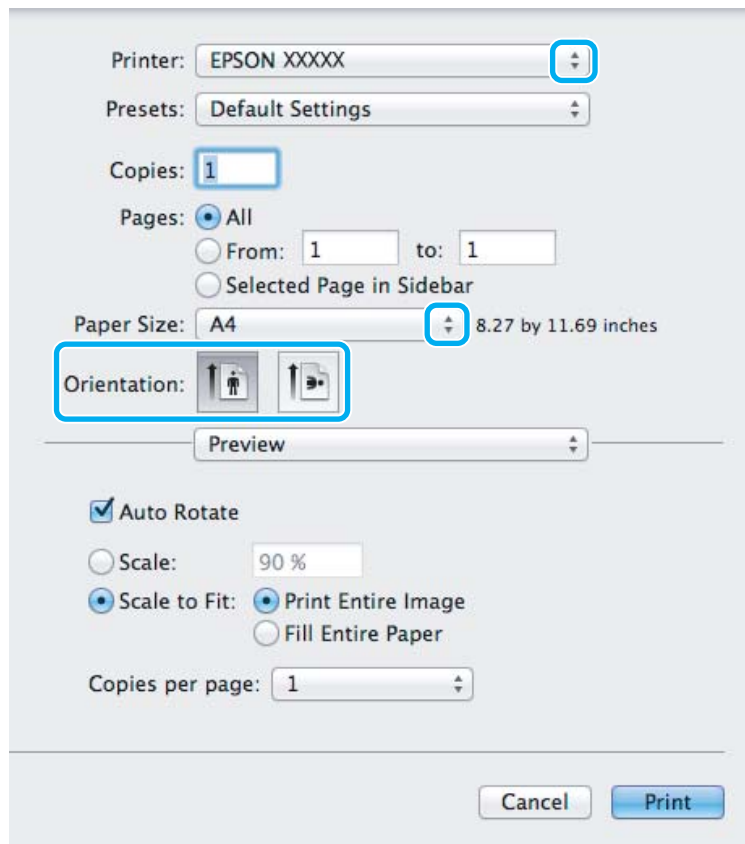 Printer: EPSON XXXXX
Presets: Default Settings
Copies: 1
Pages: All
From: 1 to: 1
Selected Page in Sidebar
Paper Size: A4 8.27 by 11.69 inches
Orientation:
Preview
Auto Rotate
Scale: 90 %
Scale to Fit: Print Entire Image
Fill Entire Paper
Copies per page: 1
Cancel Print